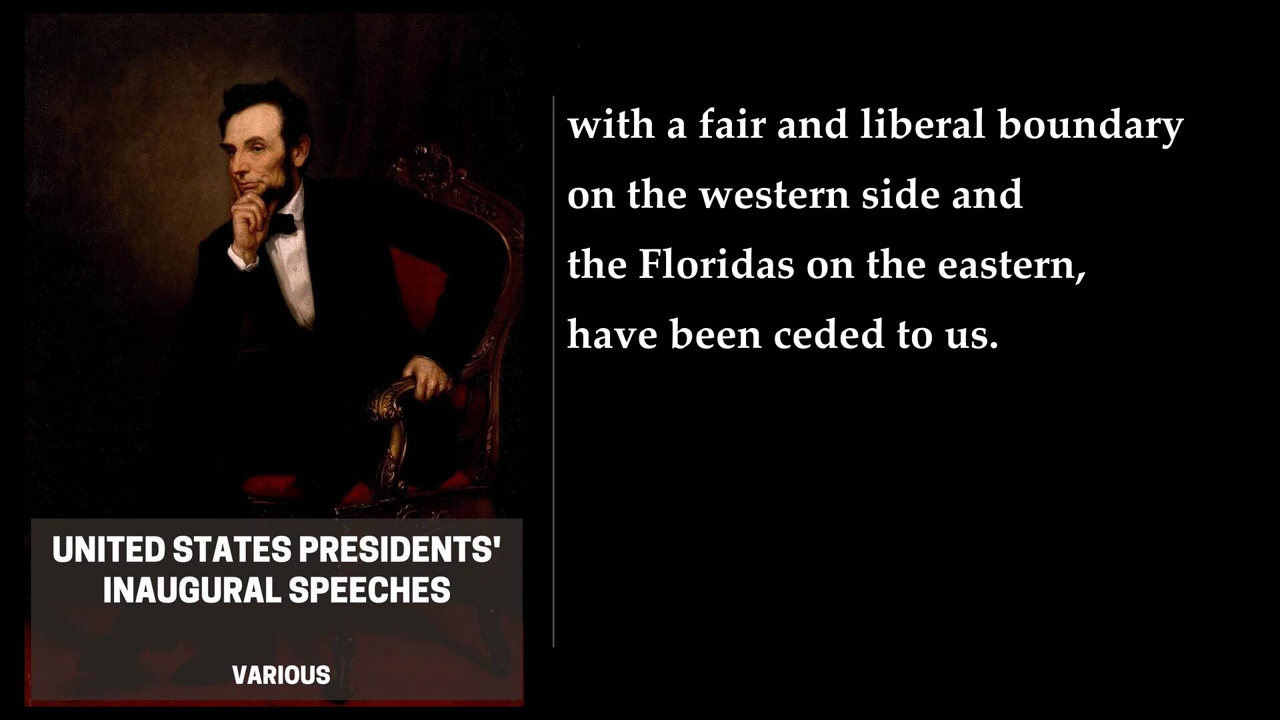 with a fair and liberal boundary
on the western side and
the Floridas on the eastern,
have been ceded to us.
UNITED STATES PRESIDENTS'
INAUGURAL SPEECHES
VARIOUS